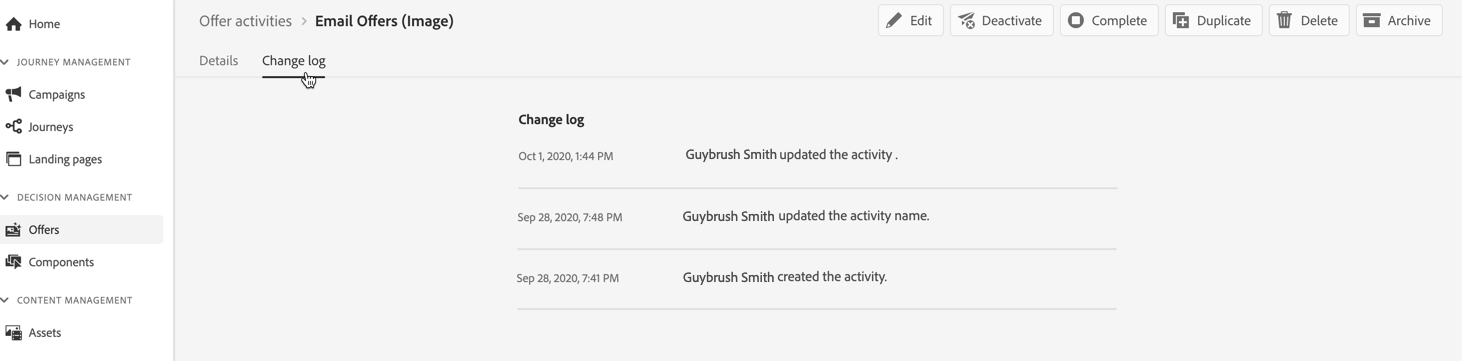 Home
JOURNEY MANAGEMENT
Campaigns
Journeys
Landing pages
DECISION MANAGEMENT
Offers
Components
CONTENT MANAGEMENT
Assets
Offer activities > Email Offers (Image)
Edit Deactivate Complete Duplicate Delete Archive
Details Change log
Change log
Oct 1, 2020, 1:44 PM Guybrush Smith updated the activity .
Sep 28, 2020, 7:48 PM Guybrush Smith updated the activity name.
Sep 28, 2020, 7:41 PM Guybrush Smith created the activity.